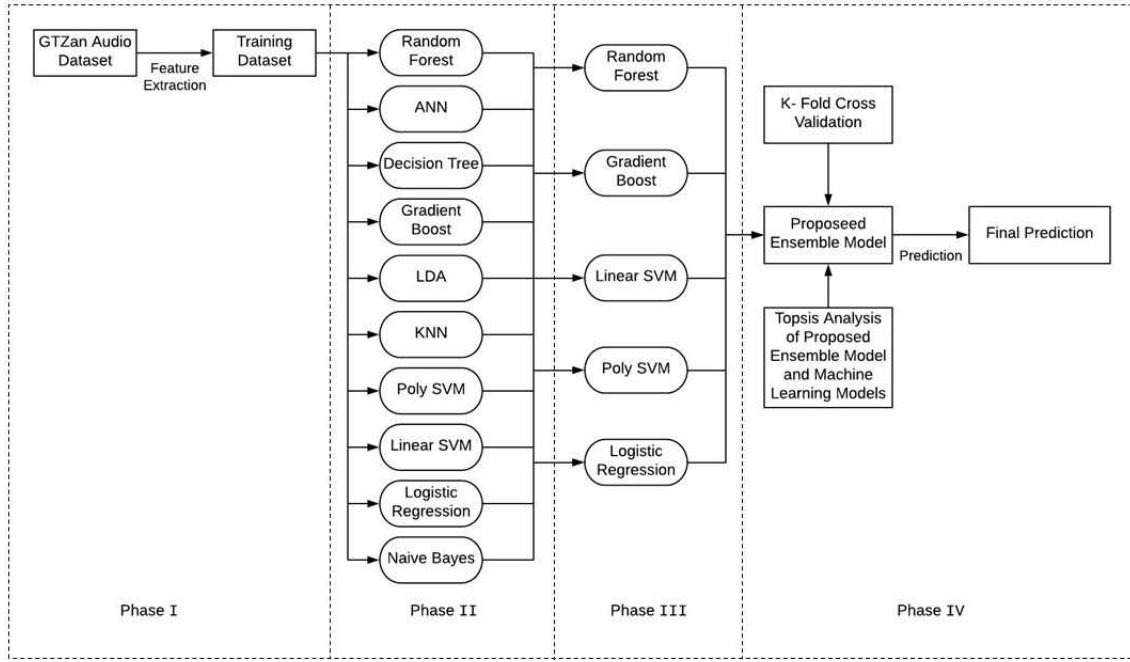 GTZan Audio
Dataset
Feature
Extraction
Training
Dataset
Random
Forest
ANN
Decision Tree
Gradient
Boost
LDA
KNN
Poly SVM
Linear SVM
Logistic
Regression
Naive Bayes
Random
Forest
Gradient
Boost
Linear SVM
Poly SVM
Logistic
Regression
K- Fold Cross
Validation
Proposeed
Ensemble Model
Prediction
Final Prediction
Topsis Analysis
of Proposed
Ensemble Model
and Machine
Learning Models
Phase I
Phase II
Phase III
Phase IV